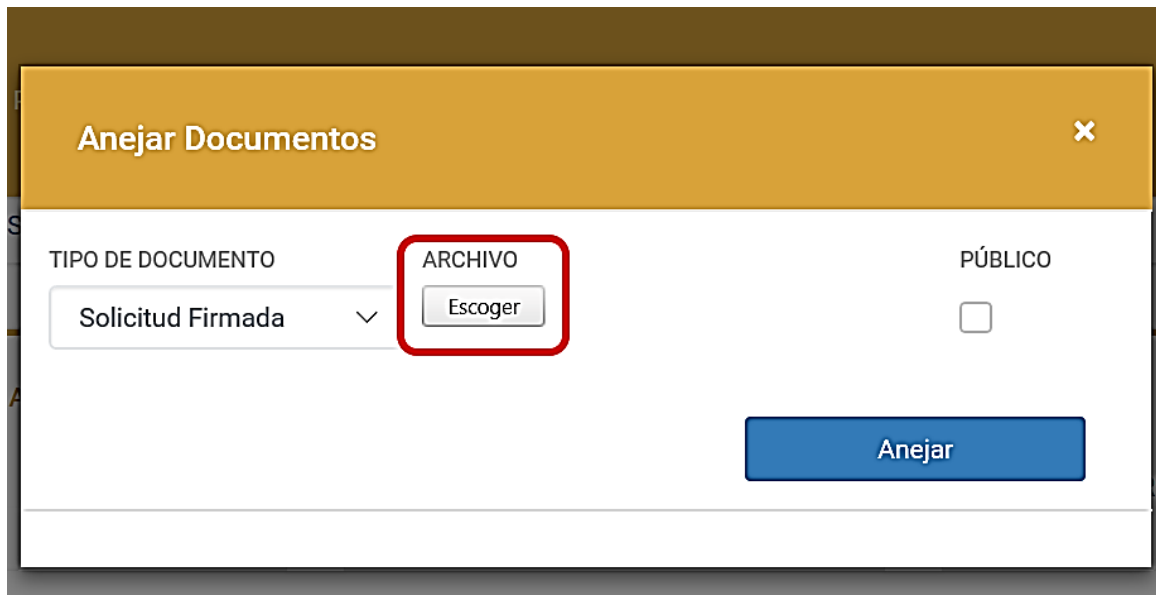 Anejar Documentos
TIPO DE DOCUMENTO
ARCHIVO
PÚBLICO
Solicitud Firmada
Escoger
Anejar